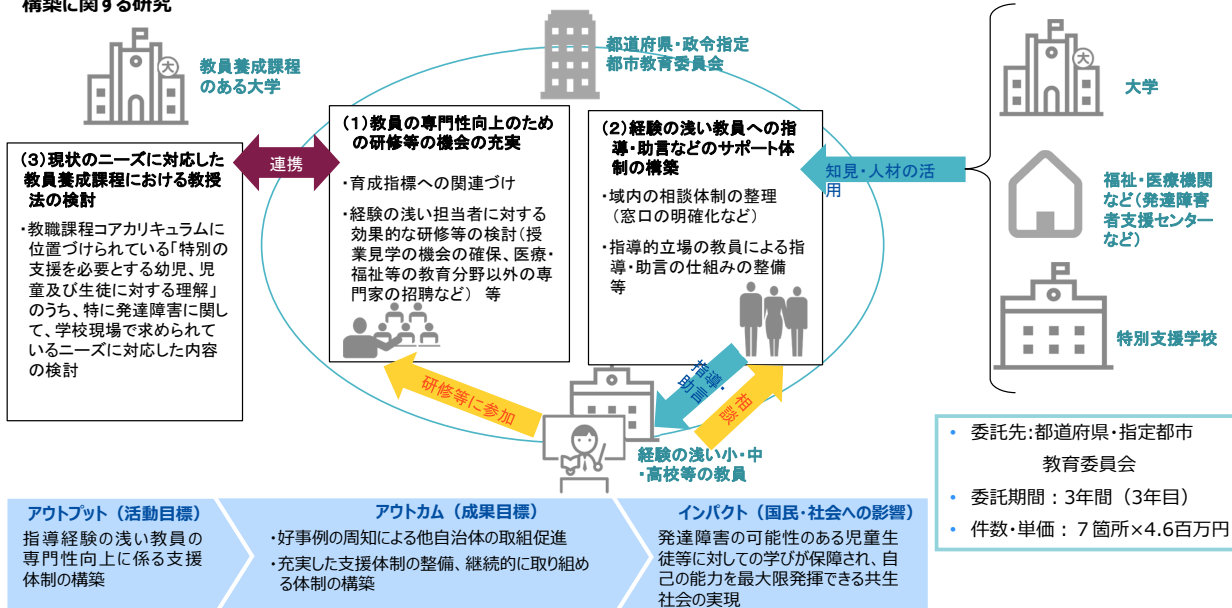 構築に関する研究
教員養成課程
のある大学
都道府県・政令指定
都市教育委員会
大学
福祉・医療機関
など(発達障害
者支援センター
など)
特別支援学校
(3)現状のニーズに対応した
教員養成課程における教授
法の検討
・教職課程コアカリキュラムに
位置づけられている「特別の
支援を必要とする幼児、児
童及び生徒に対する理解」
のうち、特に発達障害に関し
て、学校現場で求められて
いるニーズに対応した内容
の検討
連携
(1)教員の専門性向上のため
の研修等の機会の充実
・育成指標への関連づけ
・経験の浅い担当者に対する
効果的な研修等の検討(授
業見学の機会の確保、医療・
福祉等の教育分野以外の専
門家の招聘など) 等
(2)経験の浅い教員への指
導・助言などのサポート体
制の構築
・域内の相談体制の整理
(窓口の明確化など)
・指導的立場の教員による指
導・助言の仕組みの整備
等
知見・人材の活
用
研修等に参加
指導・
助言
相談
経験の浅い小・中
・高校等の教員
・委託先:都道府県・指定都市
教育委員会
・委託期間:3年間(3年目)
・件数・単価:7箇所×4.6百万円
アウトプット(活動目標)
指導経験の浅い教員の
専門性向上に係る支援
体制の構築
アウトカム(成果目標)
・好事例の周知による他自治体の取組促進
・充実した支援体制の整備、継続的に取り組め
る体制の構築
インパクト(国民・社会への影響)
発達障害の可能性のある児童生
徒等に対しての学びが保障され、自
己の能力を最大限発揮できる共生
社会の実現